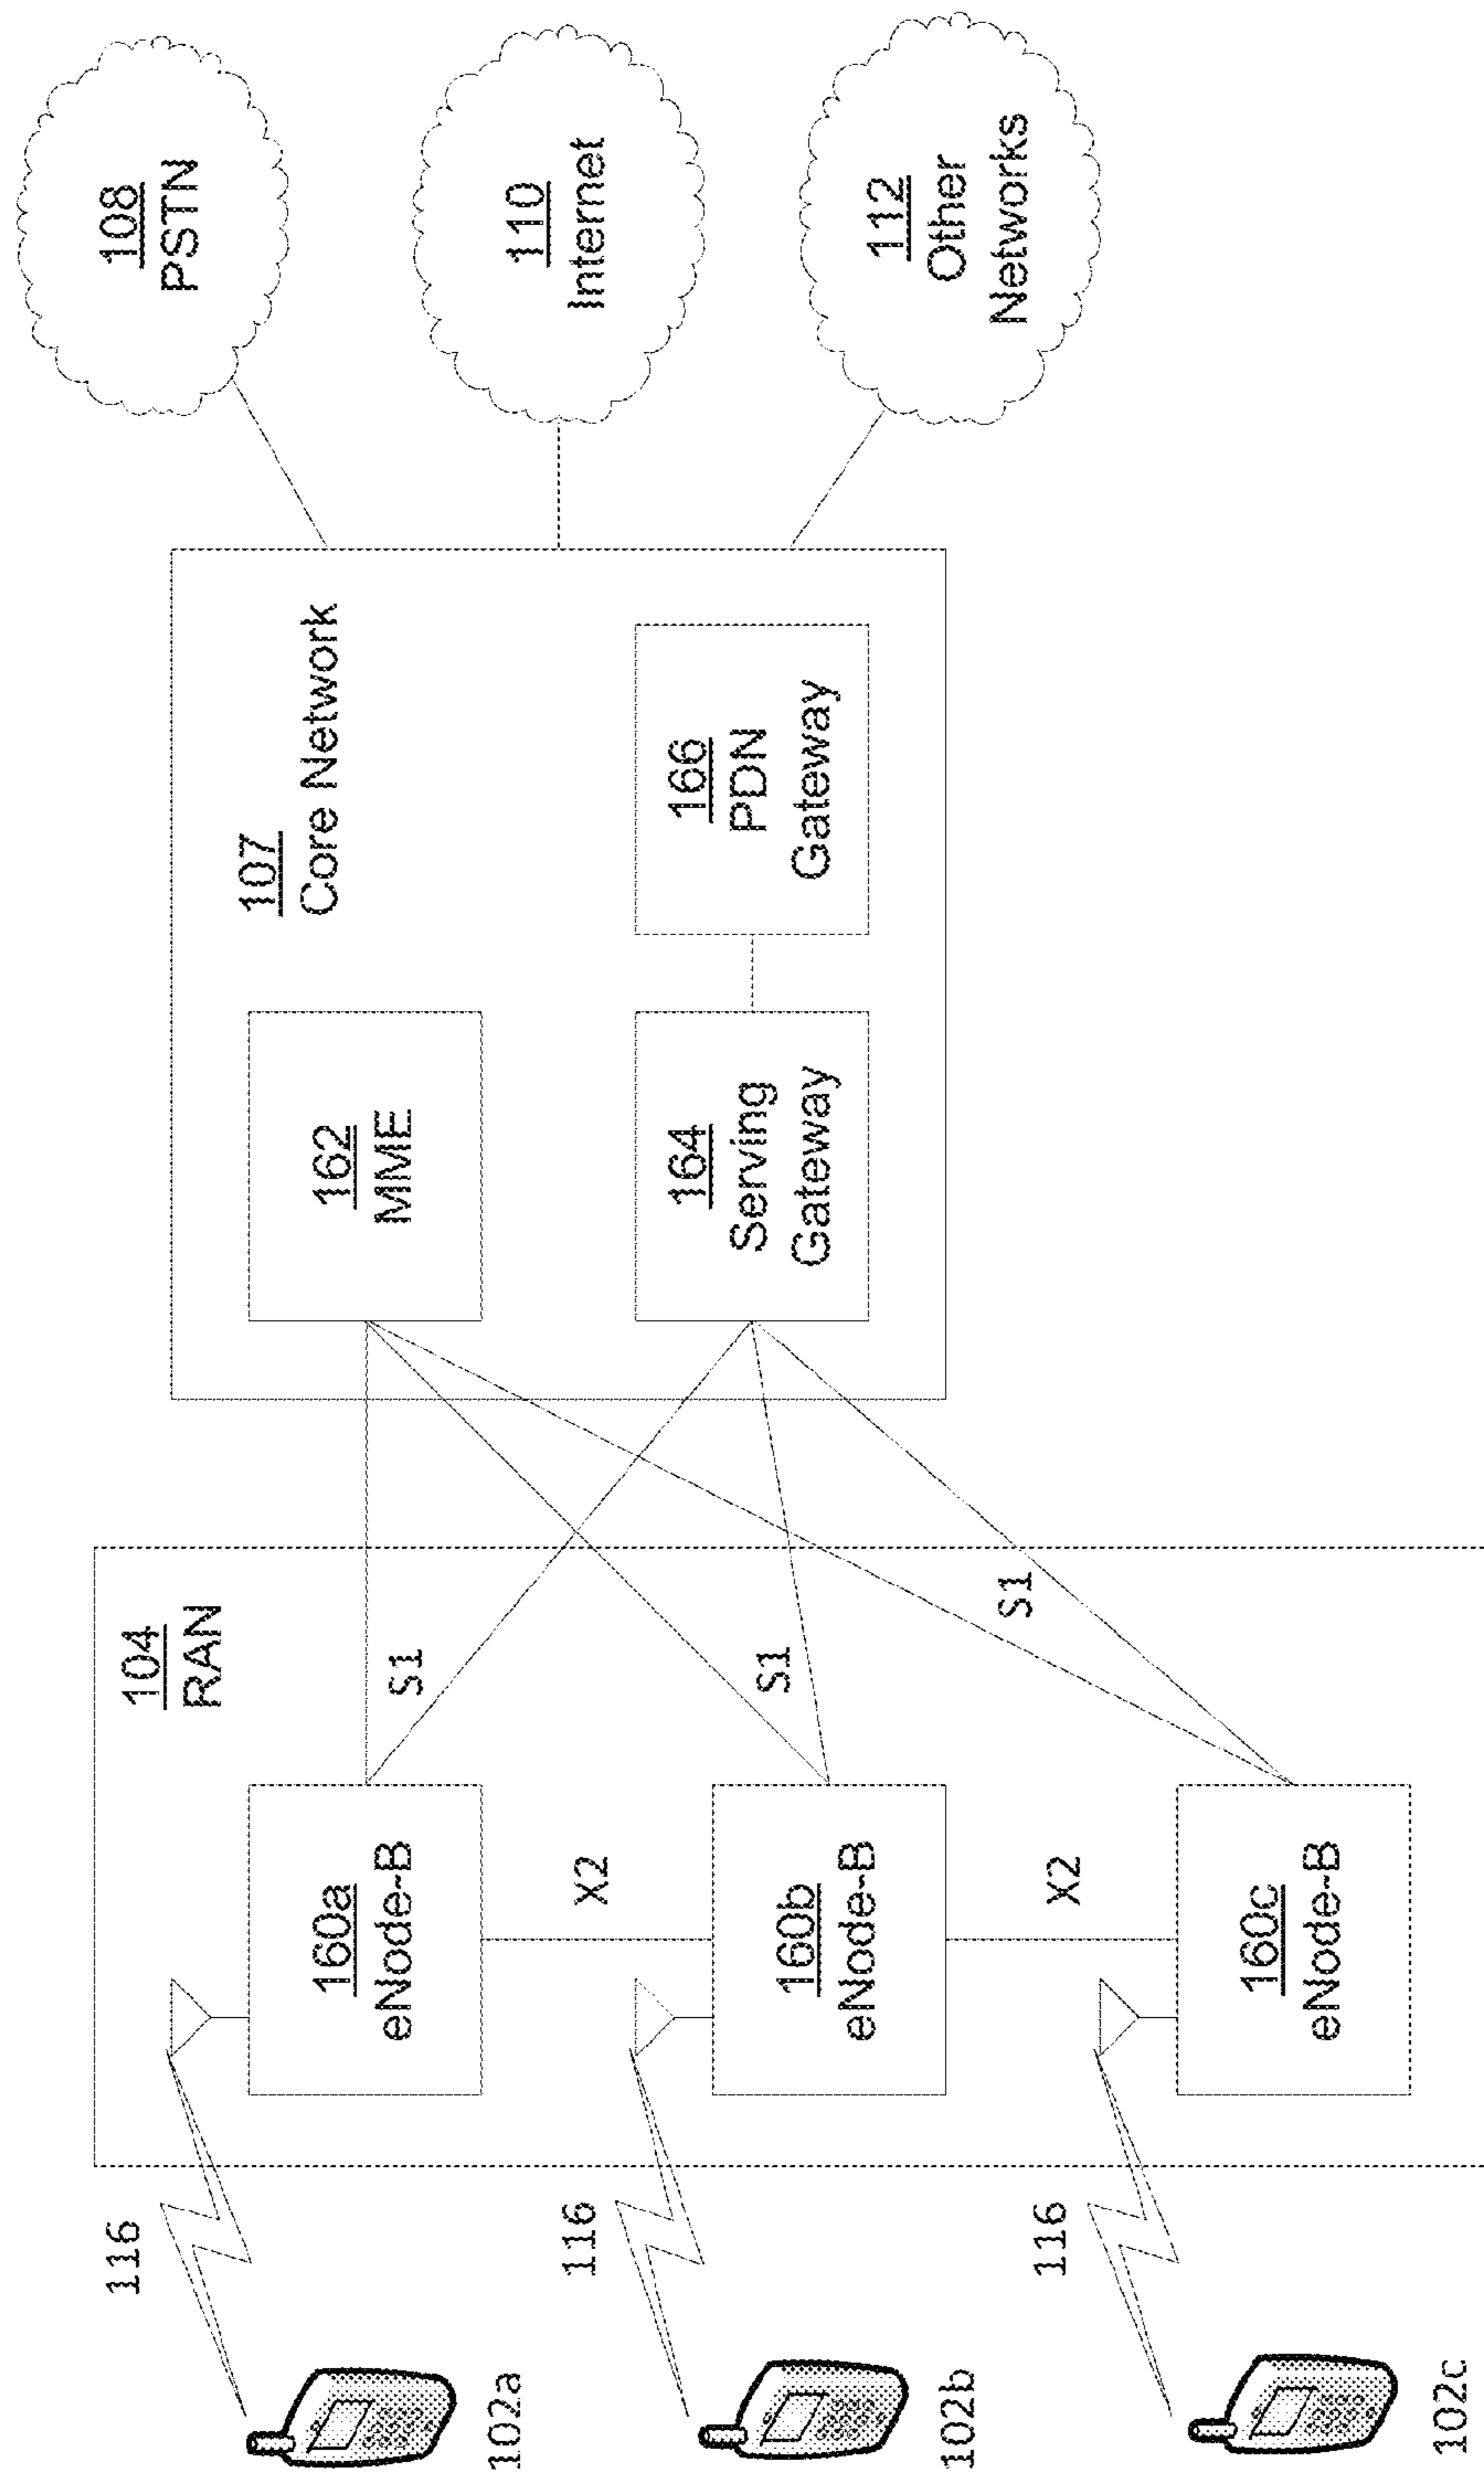 102a
116
104
RAN
160a
eNode-B
S1
X2
102b
116
160b
eNode-B
S1
X2
102c
116
160c
eNode-B
S1
107
Core Network
162
MME
164
Serving
Gateway
166
PDN
Gateway
108
PSTN
110
Internet
112
Other
Networks